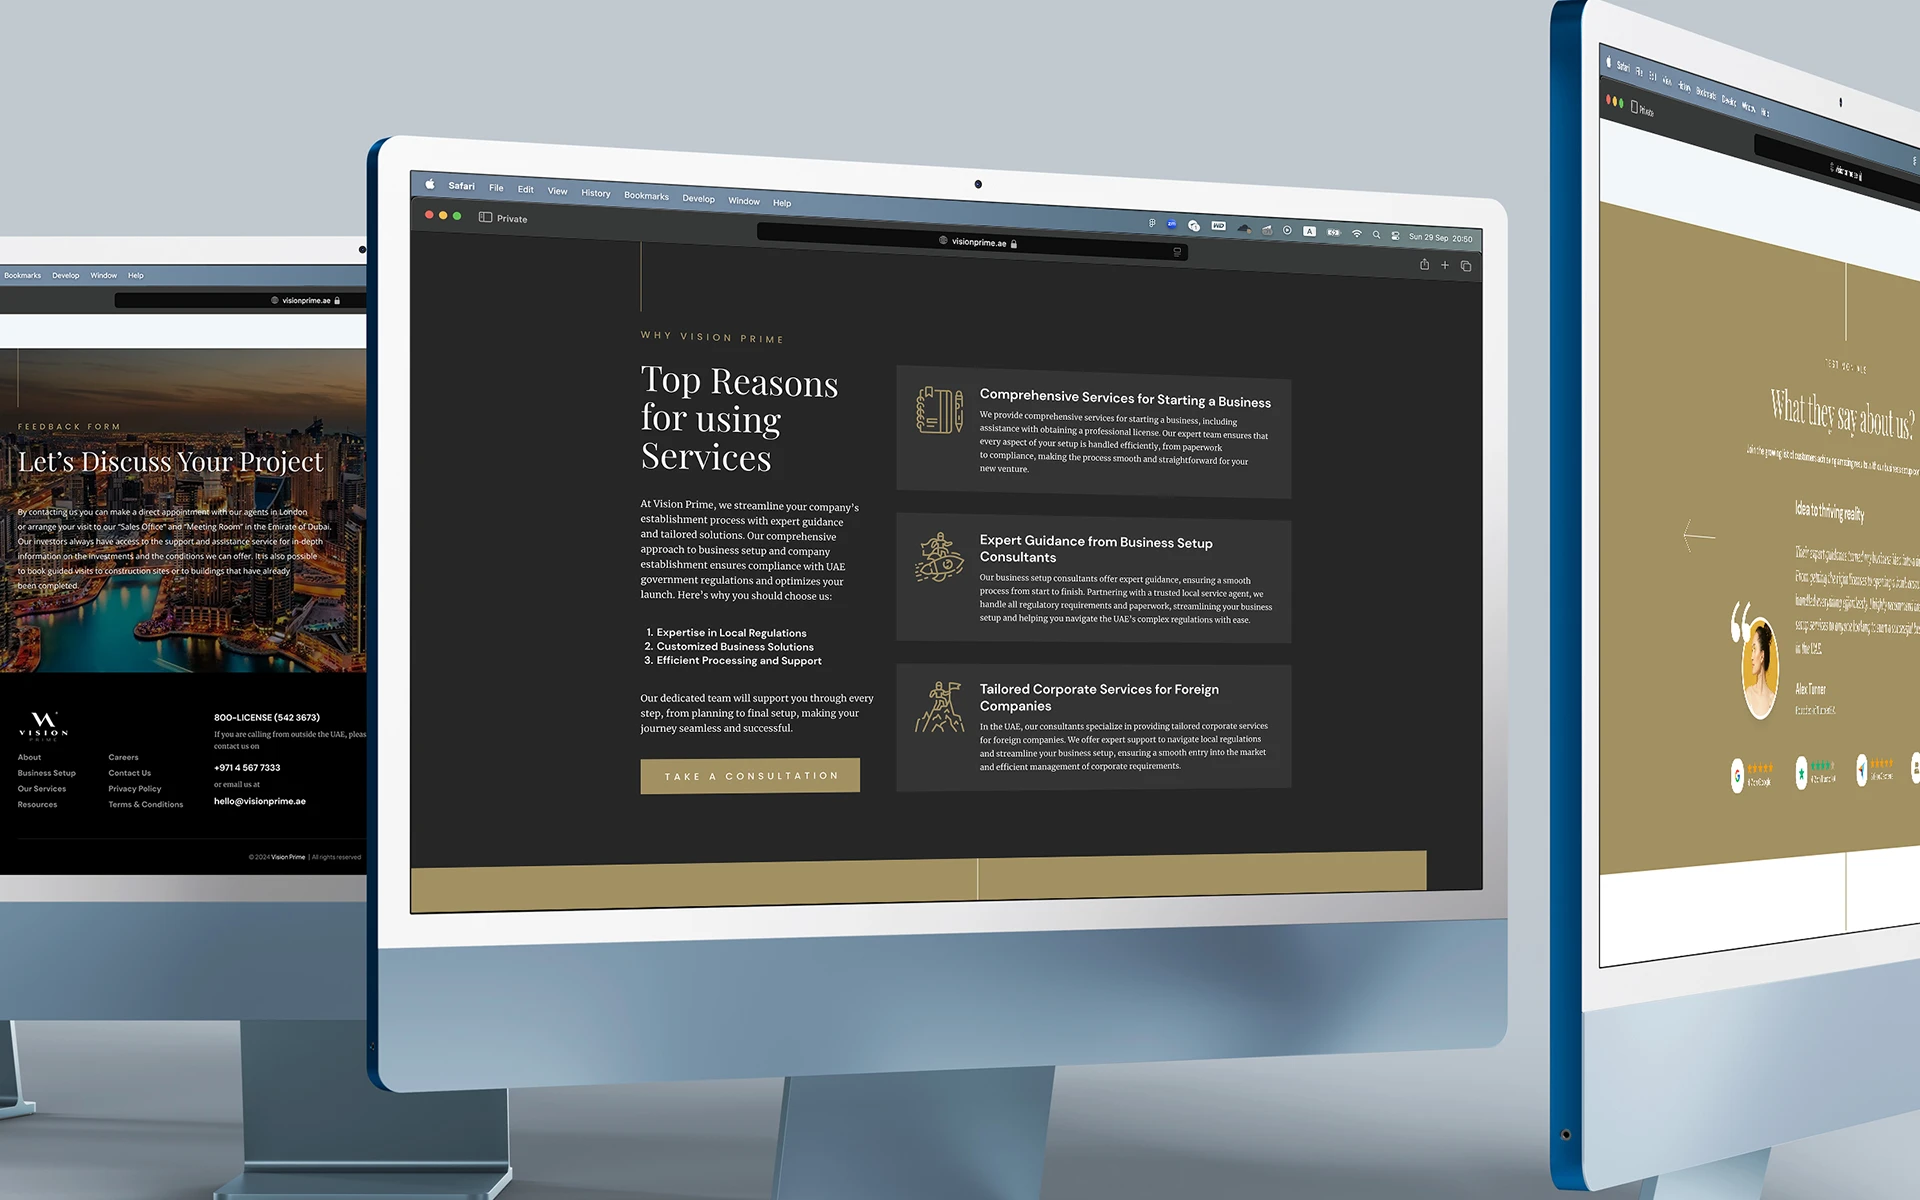 Bookmarks Develop Window Help
visionprime.ae
FEEDBACK FORM
Let's Discuss Your Project
By contacting us you can make a direct appointment with our agents in London
or arrange your visit to our "Sales Office" and "Meeting Room" in the Emirate of Dubai.
Our investors always have access to the support and assistance service for in-depth
information on the investments and the conditions we can offer. It is also possible
to book guided visits to construction sites or to buildings that have already
been completed.
VISION
PRIME
About
Business Setup
Our Services
Resources
Careers
Contact Us
Privacy Policy
Terms & Conditions
800-LICENSE (542 3673)
If you are calling from outside the UAE, pleas
contact us on
+971 4 567 7333
or email us at
hello@visionprime.ae
© 2024 Vision Prime | All rights reserved
Safari File Edit View History Bookmarks Develop Window Help
Sun 29 Sep 20:50
Private
visionprime.ae
WHY VISION PRIME
Top Reasons
for using
Services
At Vision Prime, we streamline your company's
establishment process with expert guidance
and tailored solutions. Our comprehensive
approach to business setup and company
establishment ensures compliance with UAE
government regulations and optimizes your
launch. Here's why you should choose us:
1. Expertise in Local Regulations
2. Customized Business Solutions
3. Efficient Processing and Support
Our dedicated team will support you through every
step, from planning to final setup, making your
journey seamless and successful.
TAKE A CONSULTATION
Comprehensive Services for Starting a Business
We provide comprehensive services for starting a business, including
assistance with obtaining a professional license. Our expert team ensures that
every aspect of your setup is handled efficiently, from paperwork
to compliance, making the process smooth and straightforward for your
new venture.
Expert Guidance from Business Setup
Consultants
Our business setup consultants offer expert guidance, ensuring a smooth
process from start to finish. Partnering with a trusted local service agent, we
handle all regulatory requirements and paperwork, streamlining your business
setup and helping you navigate the UAE's complex regulations with ease.
Tailored Corporate Services for Foreign
Companies
In the UAE, our consultants specialize in providing tailored corporate services
for foreign companies. We offer expert support to navigate local regulations
and streamline your business setup, ensuring a smooth entry into the market
and efficient management of corporate requirements.
Safari File Edit View History Bookmarks Develop Window Help
Private
What they say about us?
Idea to thriving reality
in the UAE.
Alex Turner